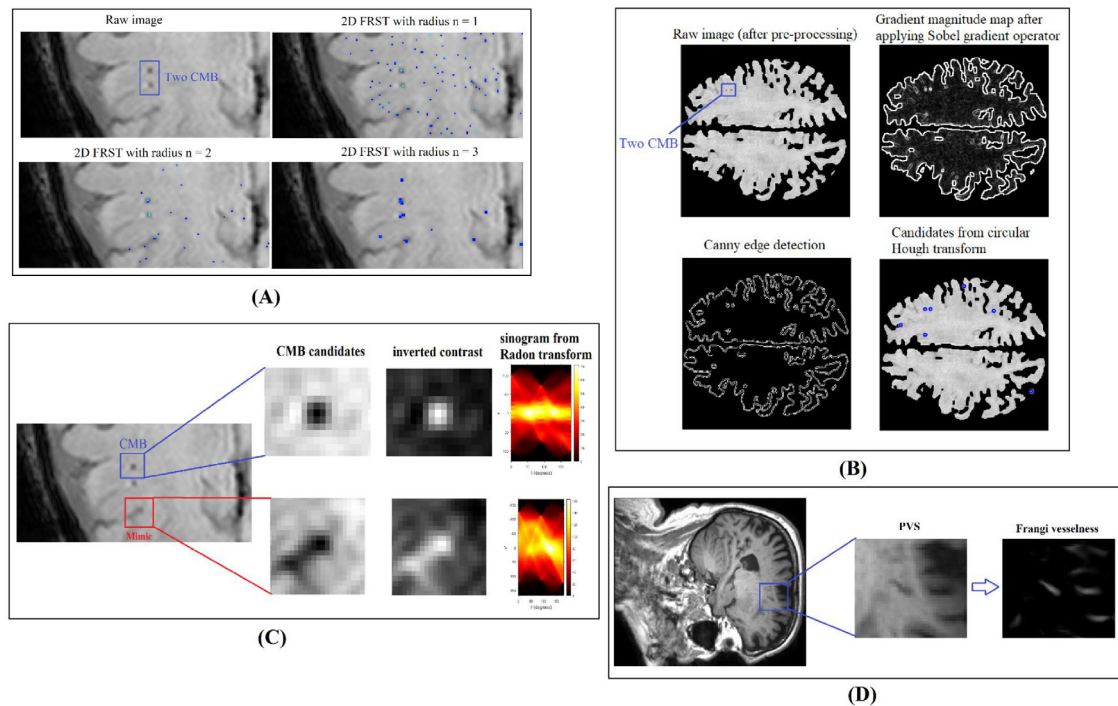 Raw image
2D FRST with radius n = 1
Two CMB
2D FRST with radius n = 2
2D FRST with radius n = 3
(A)
Raw image (after pre-processing)
Gradient magnitude map after
applying Sobel gradient operator
Two CMB
Canny edge detection
Candidates from circular
Hough transform
(B)
CMB candidates
inverted contrast
sinogram from
Radon transform
CMB
Mimic
(C)
PVS
Frangi vesselness
(D)